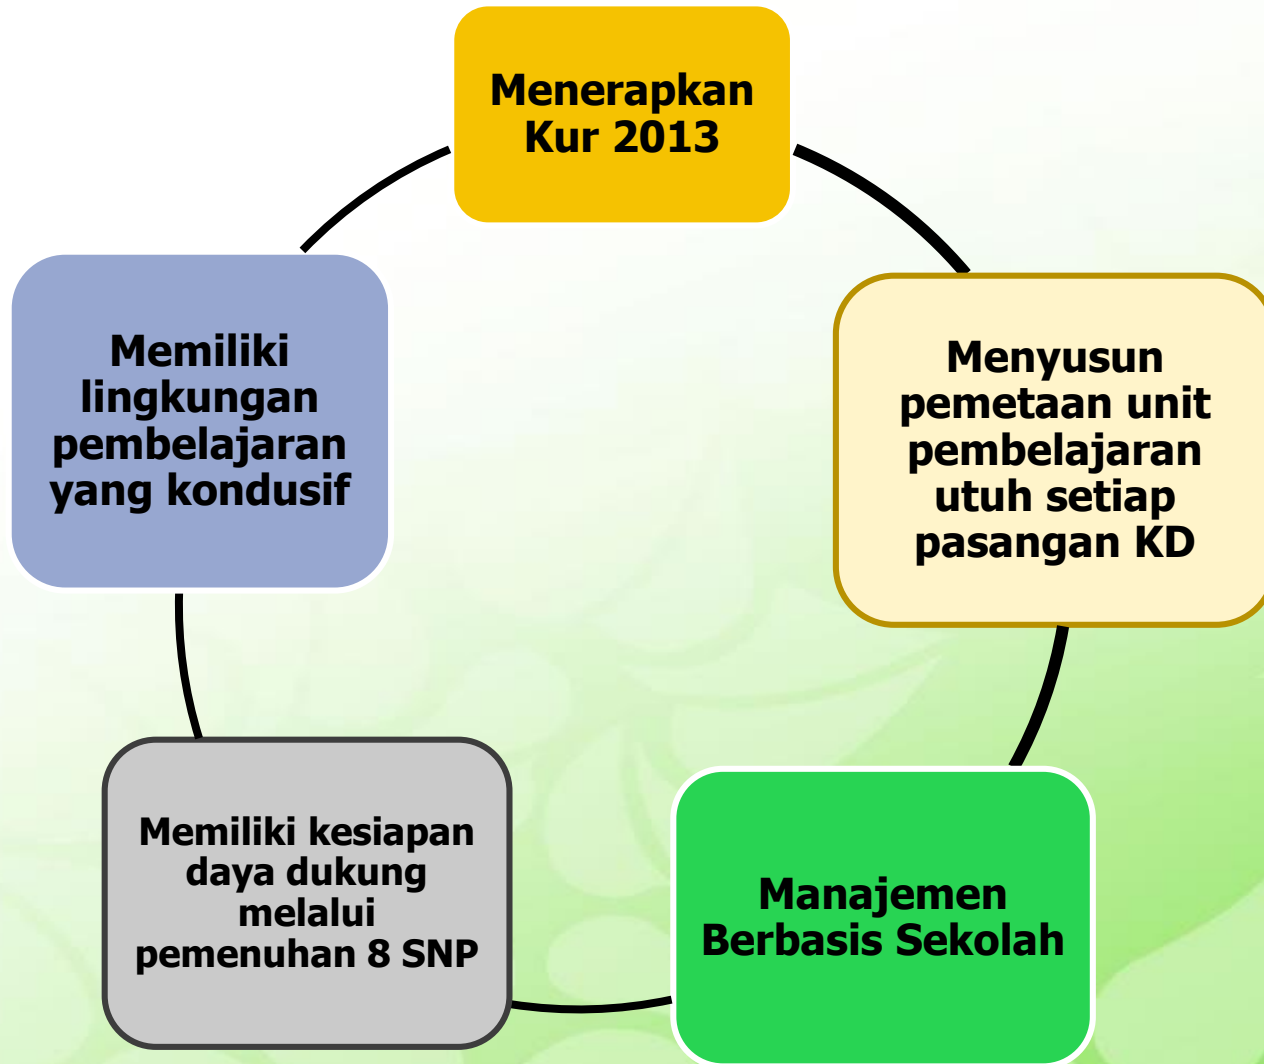 Menerapkan
Kur 2013
Menyusun
pemetaan unit
pembelajaran
utuh setiap
pasangan KD
Manajemen
Berbasis Sekolah
Memiliki kesiapan
daya dukung
melalui
pemenuhan 8 SNP
Memiliki
lingkungan
pembelajaran
yang kondusif